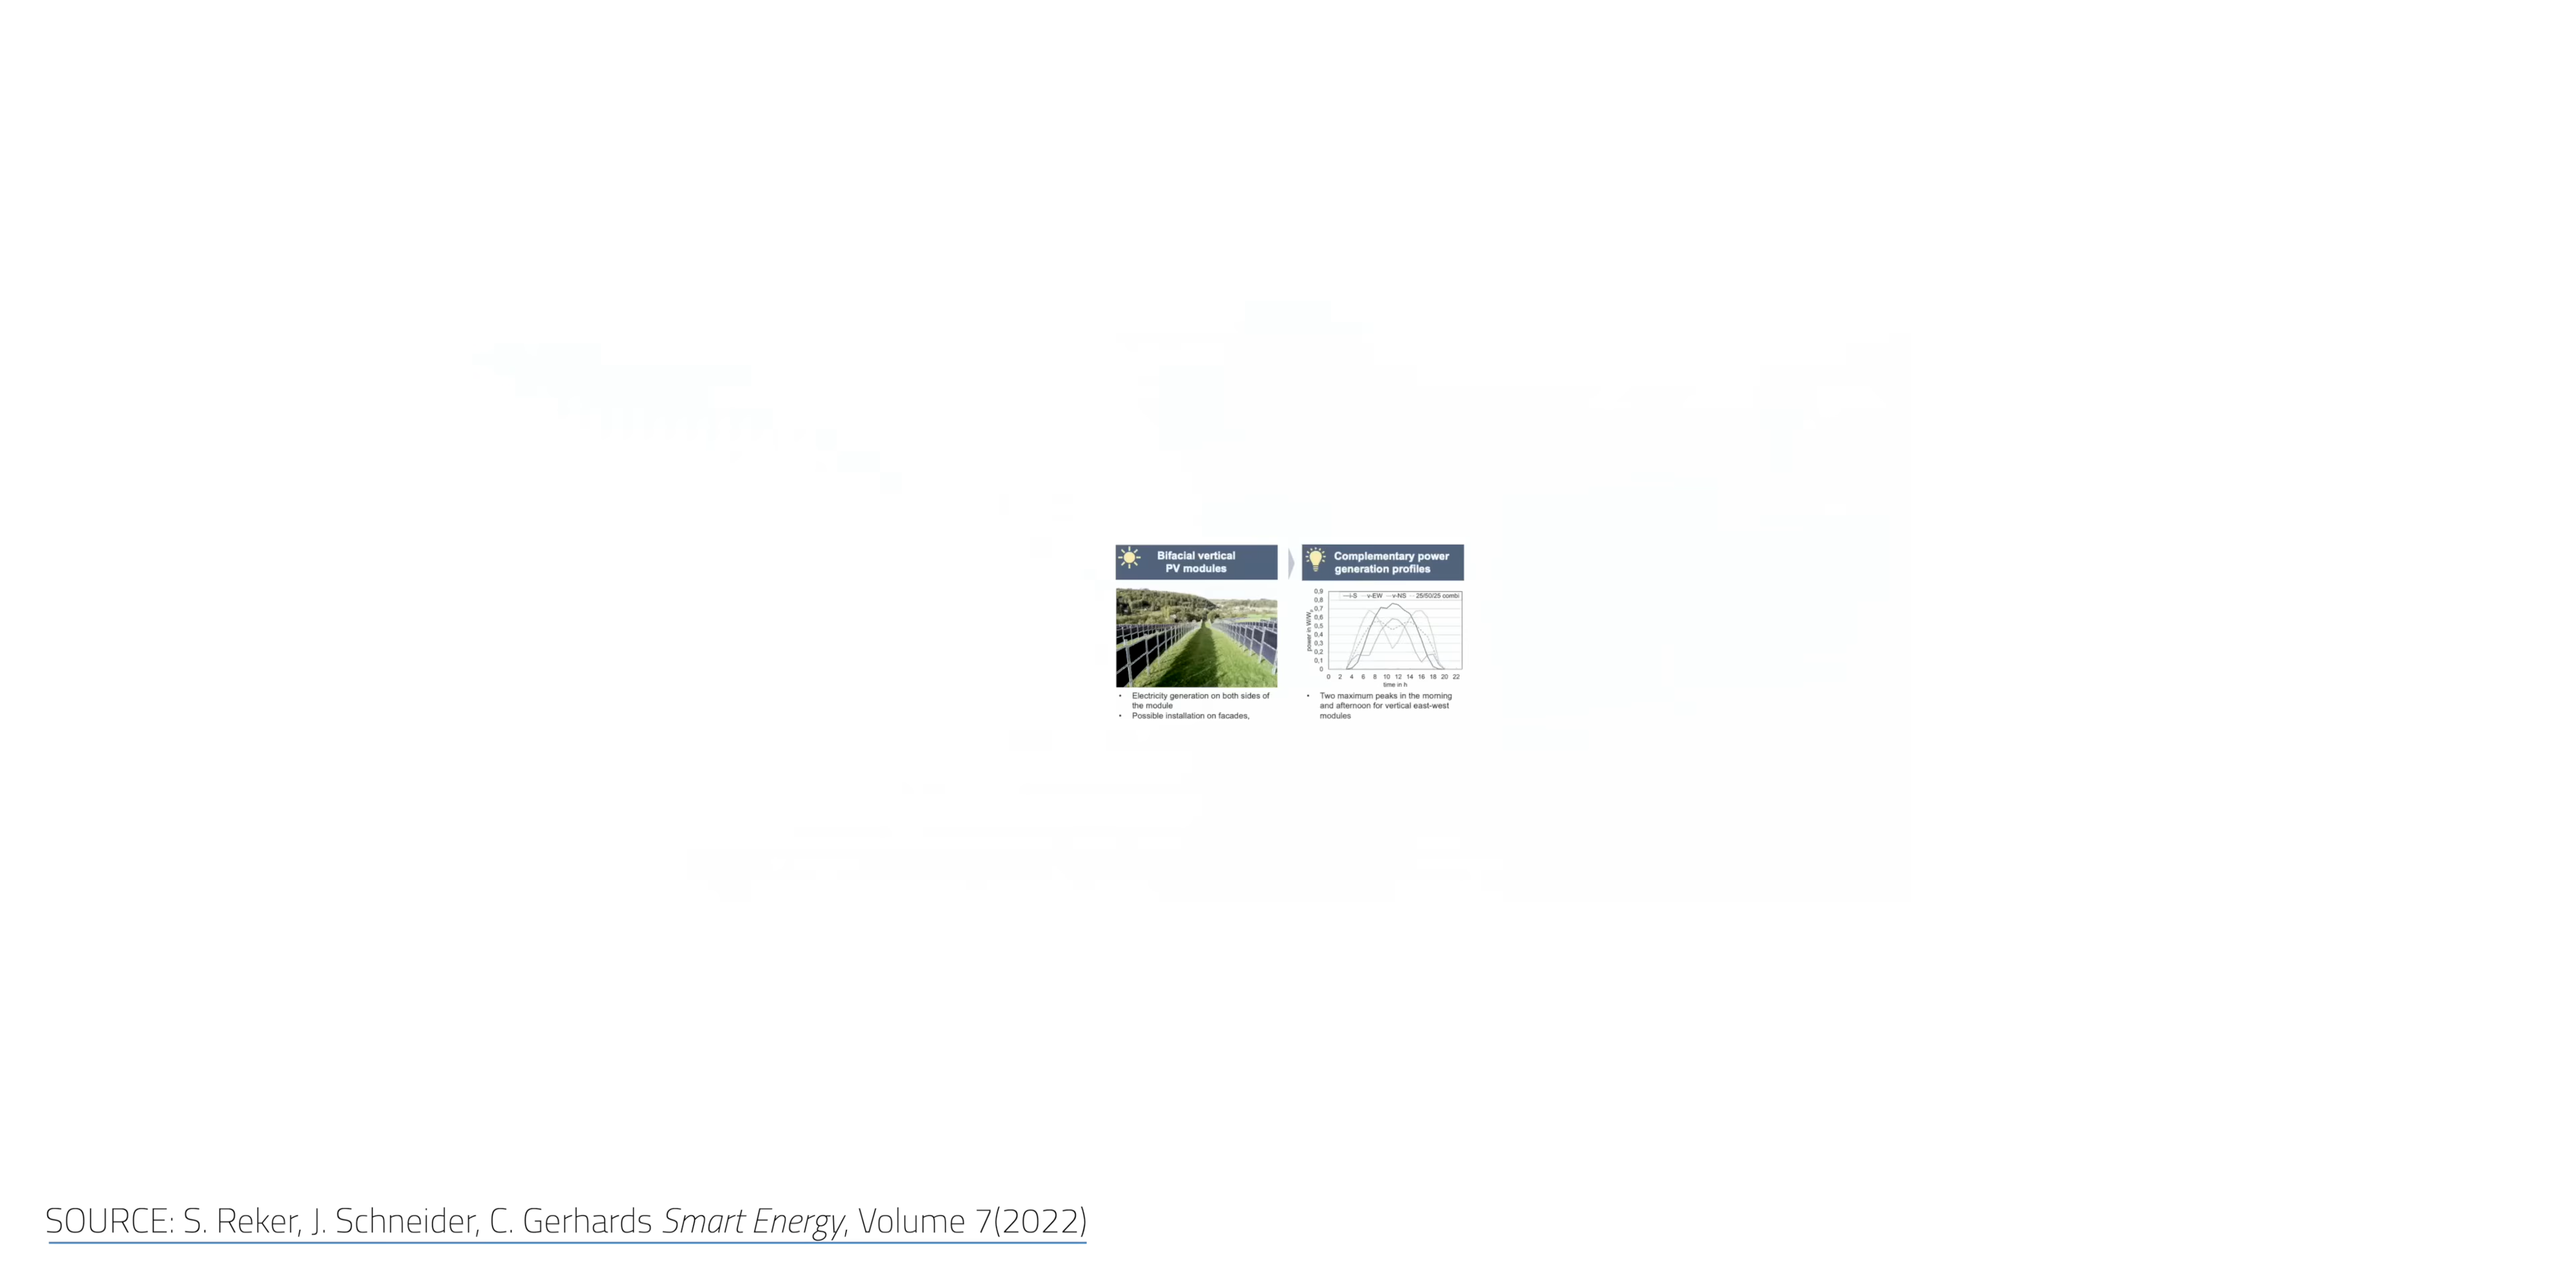 Bifacial vertical
PV modules
Complementary power
generation profiles
i-S v-EW v-NS 25/50/25 combi
0,9
0,8
0,7
0,6
0,5
0,4
0,3
0,2
0,1
0
power in W/Wp
0 2 4 6 8 10 12 14 16 18 20 22
time in h
• Electricity generation on both sides of
the module
• Possible installation on facades,
• Two maximum peaks in the morning
and afternoon for vertical east-west
modules
SOURCE: S. Reker, J. Schneider, C. Gerhards Smart Energy, Volume 7(2022)